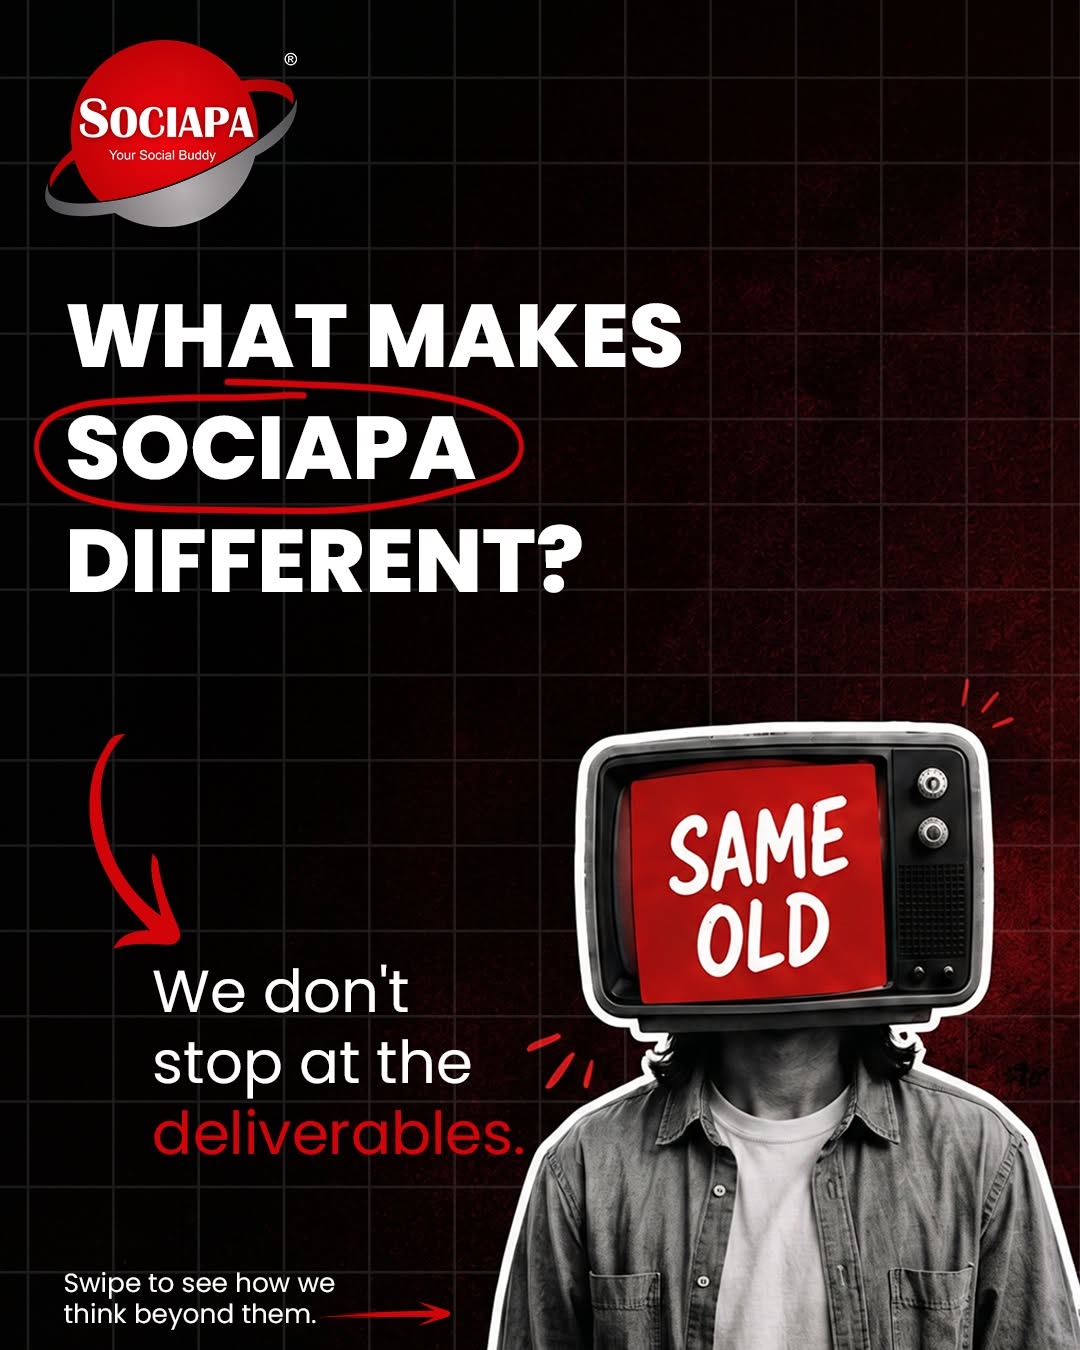 ®
SOCIAPA
Your Social Buddy
WHAT MAKES
SOCIAPA
DIFFERENT?
SAME
OLD
We don't
stop at the
deliverables.
Swipe to see how we
think beyond them.